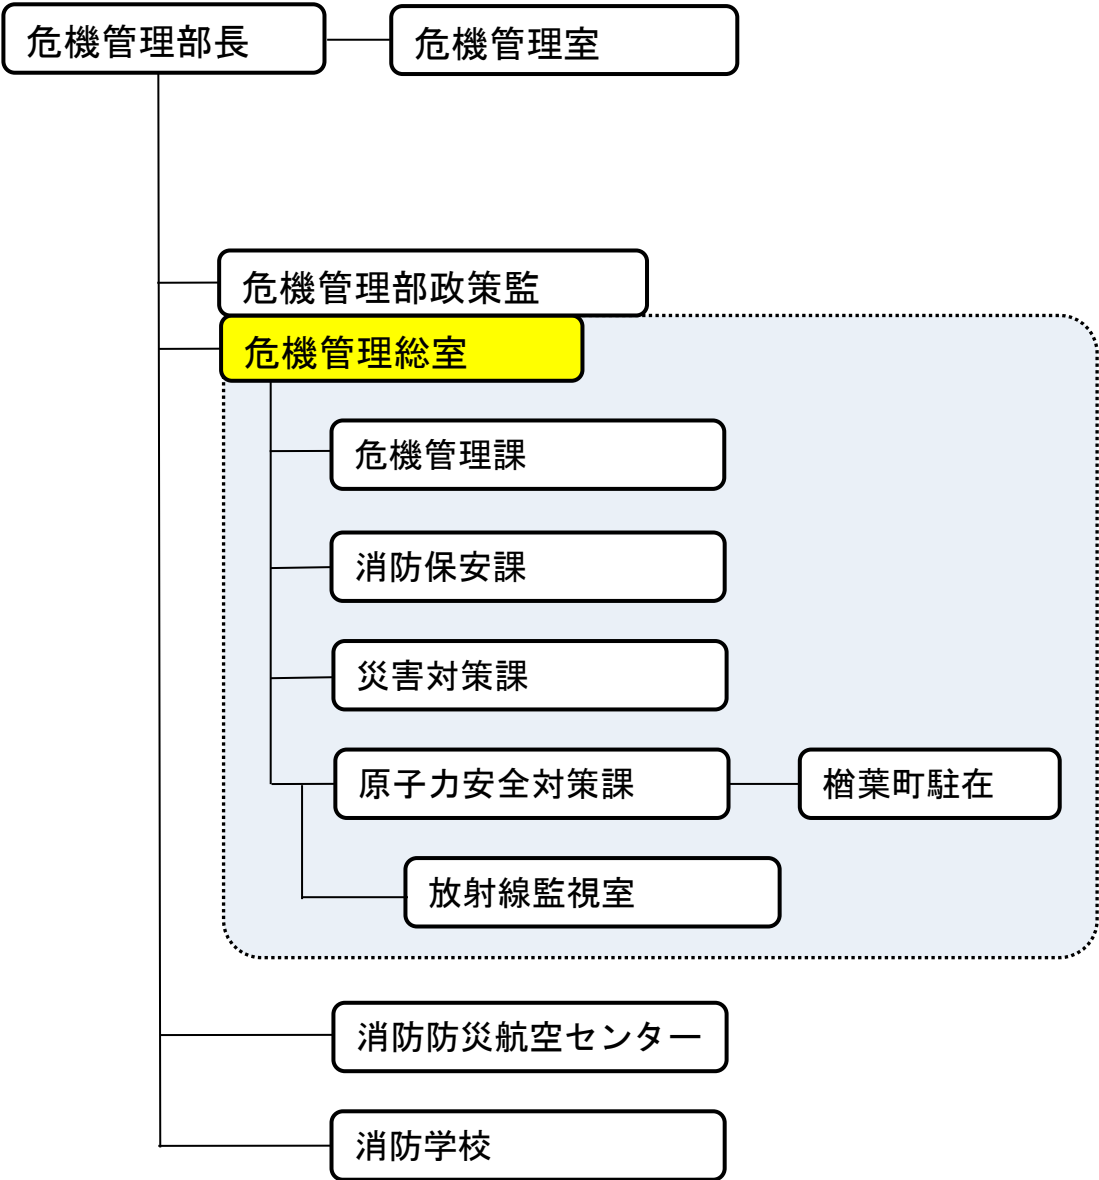 危機管理部長
危機管理室
危機管理部政策監
危機管理総室
危機管理課
消防保安課
災害対策課
原子力安全対策課
楢葉町駐在
放射線監視室
消防防災航空センター
消防学校